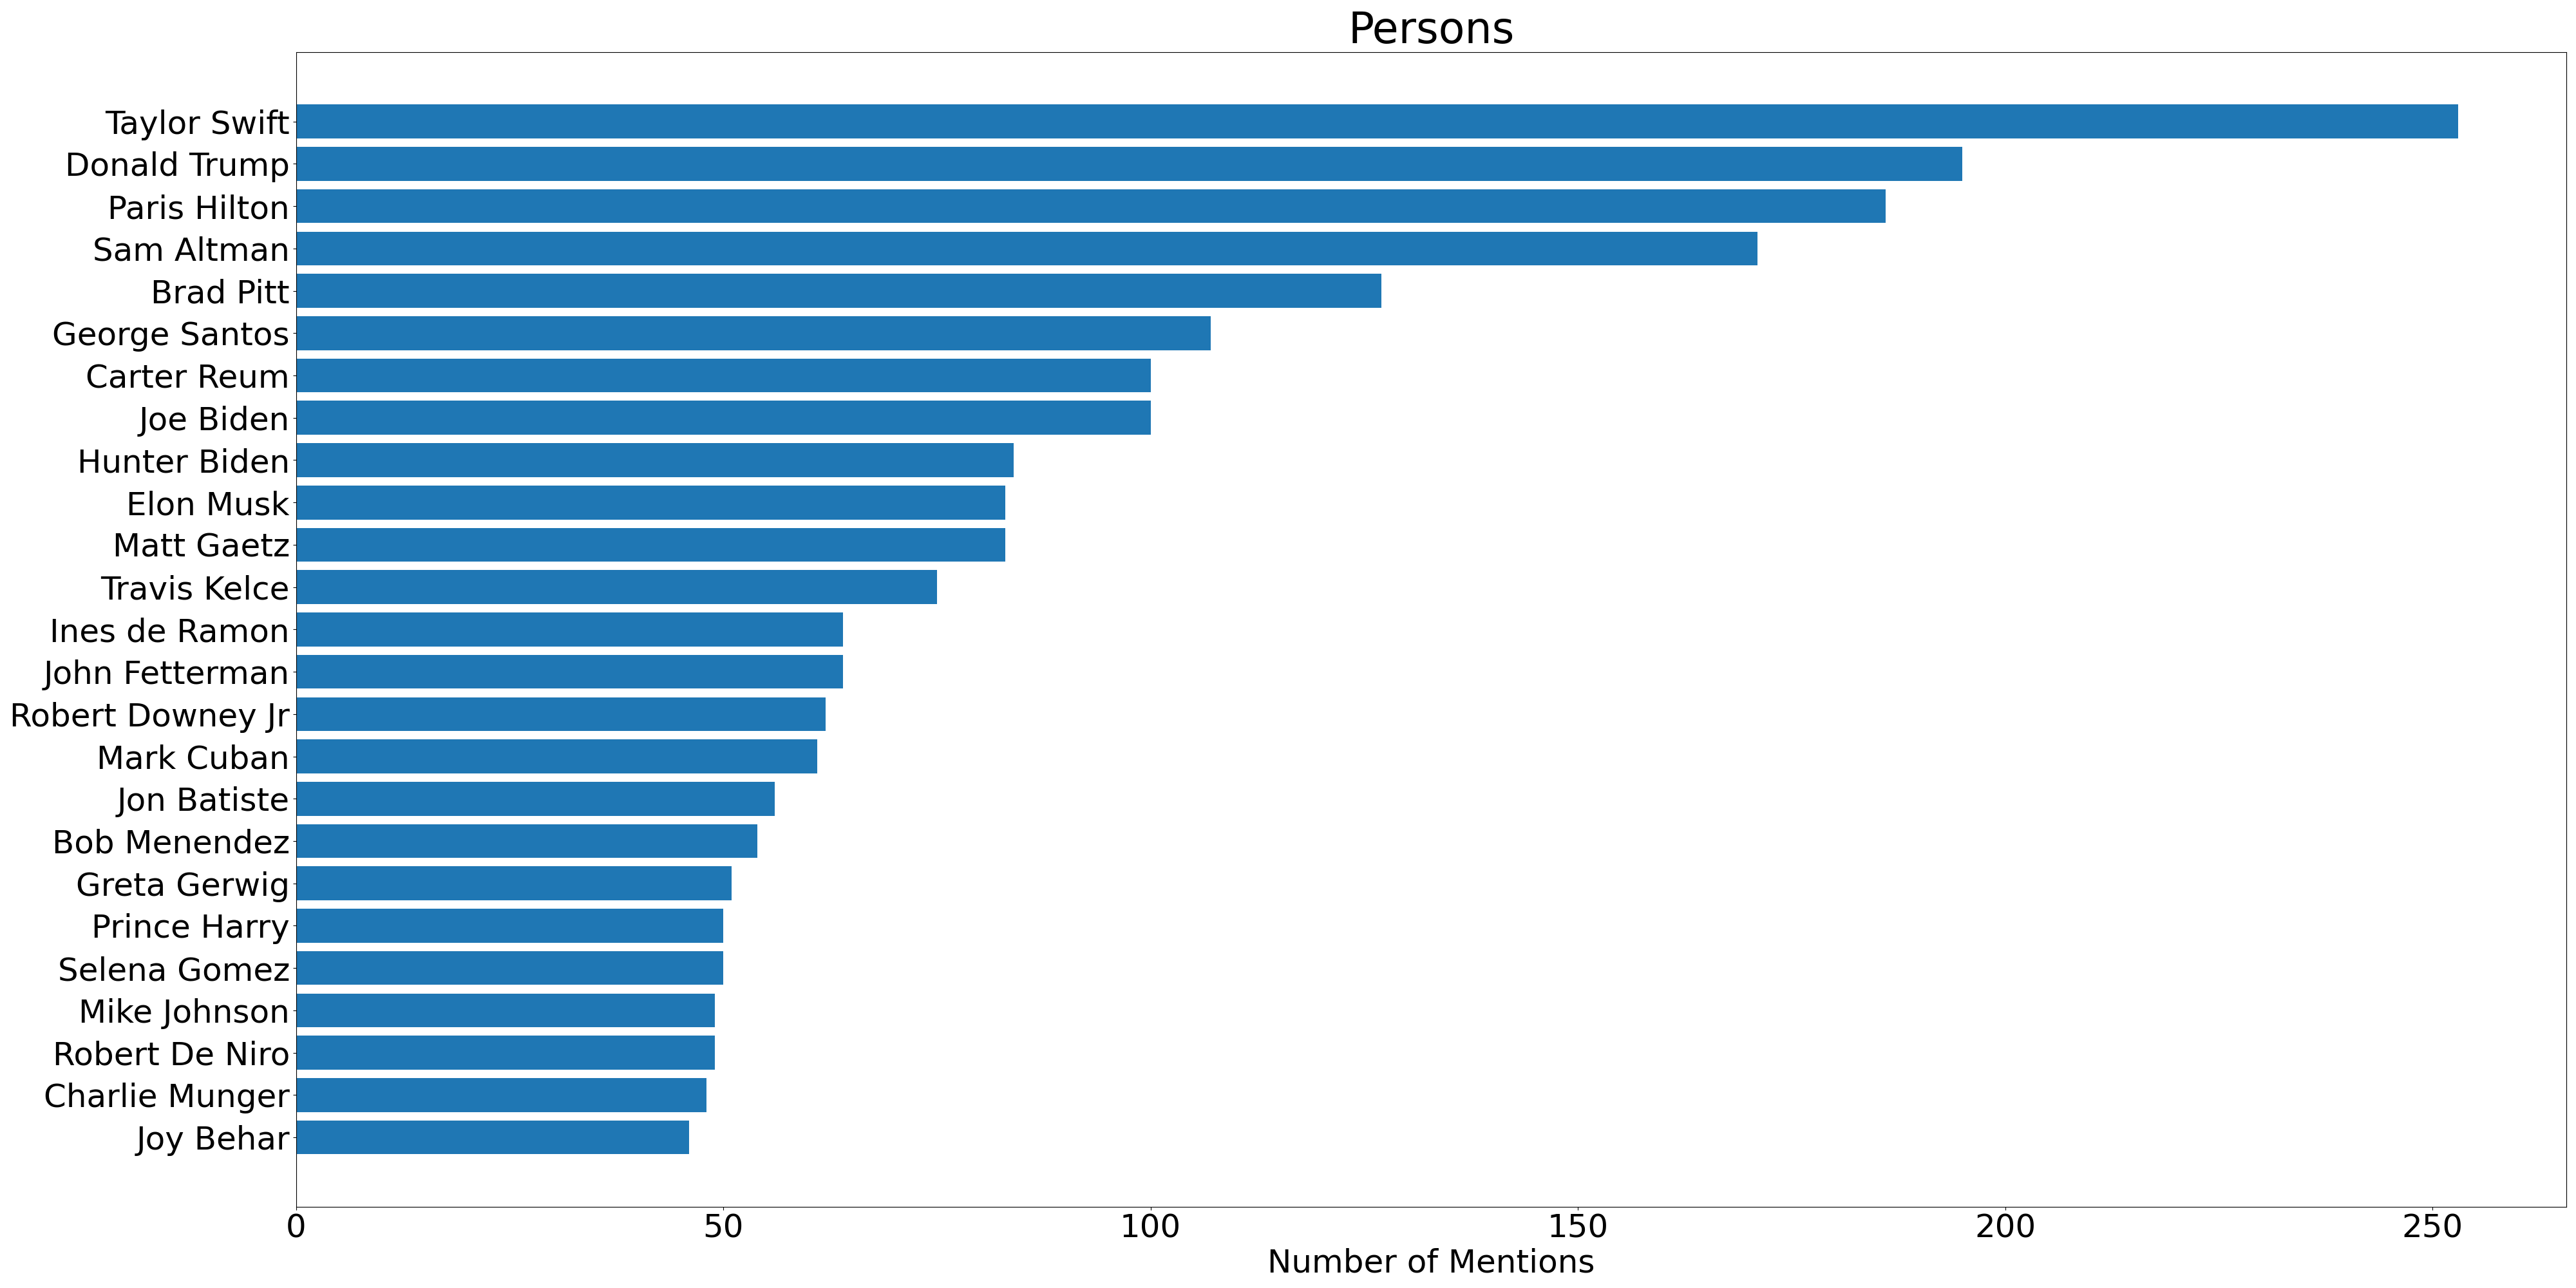 Persons
Taylor Swift
Donald Trump
Paris Hilton
Sam Altman
Brad Pitt
George Santos
Carter Reum
Joe Biden
Hunter Biden
Elon Musk
Matt Gaetz
Travis Kelce
Ines de Ramon
John Fetterman
Robert Downey Jr
Mark Cuban
Jon Batiste
Bob Menendez
Greta Gerwig
Prince Harry
Selena Gomez
Mike Johnson
Robert De Niro
Charlie Munger
Joy Behar
0 50 100 150 200 250
Number of Mentions